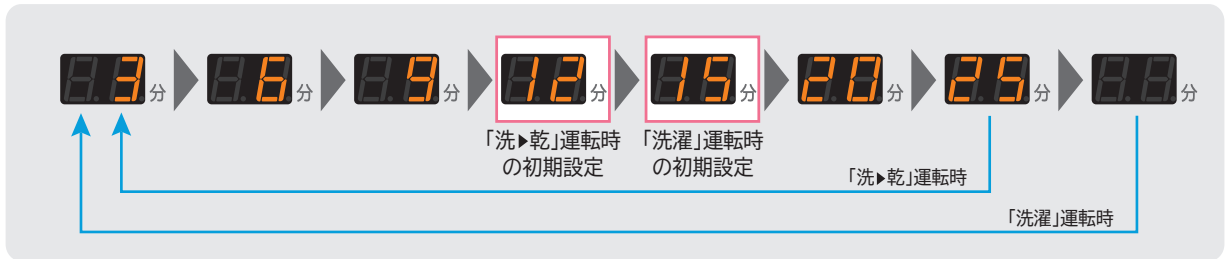 3分 6分 9分 12分 15分 20分 25分 分
「洗▶乾」運転時 「洗濯」運転時
の初期設定 の初期設定
「洗▶乾」運転時
「洗濯」運転時